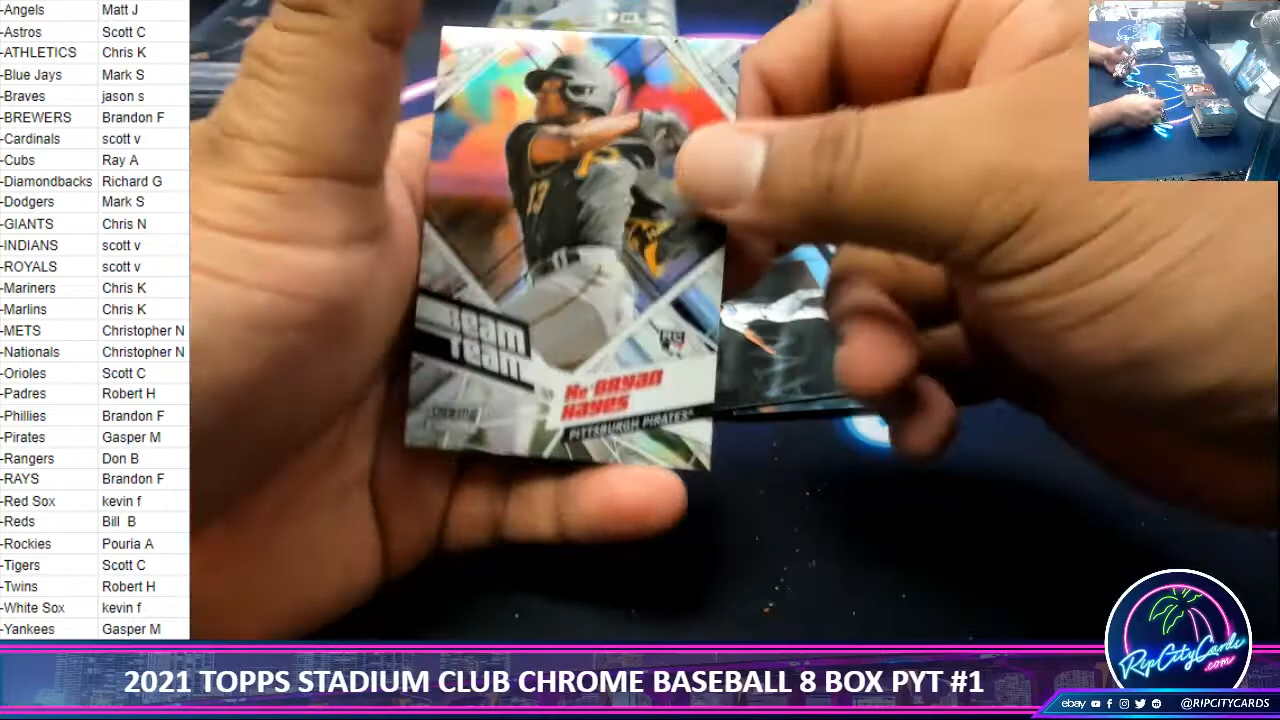 -Angels Matt J
-Astros Scott C
-ATHLETICS Chris K
-Blue Jays Mark S
-Braves jason s
-BREWERS Brandon F
-Cardinals scott v
-Cubs Ray A
-Diamondbacks Richard G
-Dodgers Mark S
-GIANTS Chris N
-INDIANS scott v
-ROYALS scott v
-Mariners Chris K
-Marlins Chris K
-METS Christopher N
-Nationals Christopher N
-Orioles Scott C
-Padres Robert H
-Phillies Brandon F
-Pirates Gasper M
-Rangers Don B
-RAYS Brandon F
-Red Sox kevin f
-Reds Bill B
-Rockies Pouria A
-Tigers Scott C
-Twins Robert H
-White Sox kevin f
-Yankees Gasper M
P
13
Beam
Team
RC
Ke'Bryan
Hayes
PITTSBURGH PIRATES
RipCityCards
.com
2021 TOPPS STADIUM CLUB CHROME BASEBALL 8 BOX PYT #1
ebay @RIPCITYCARDS